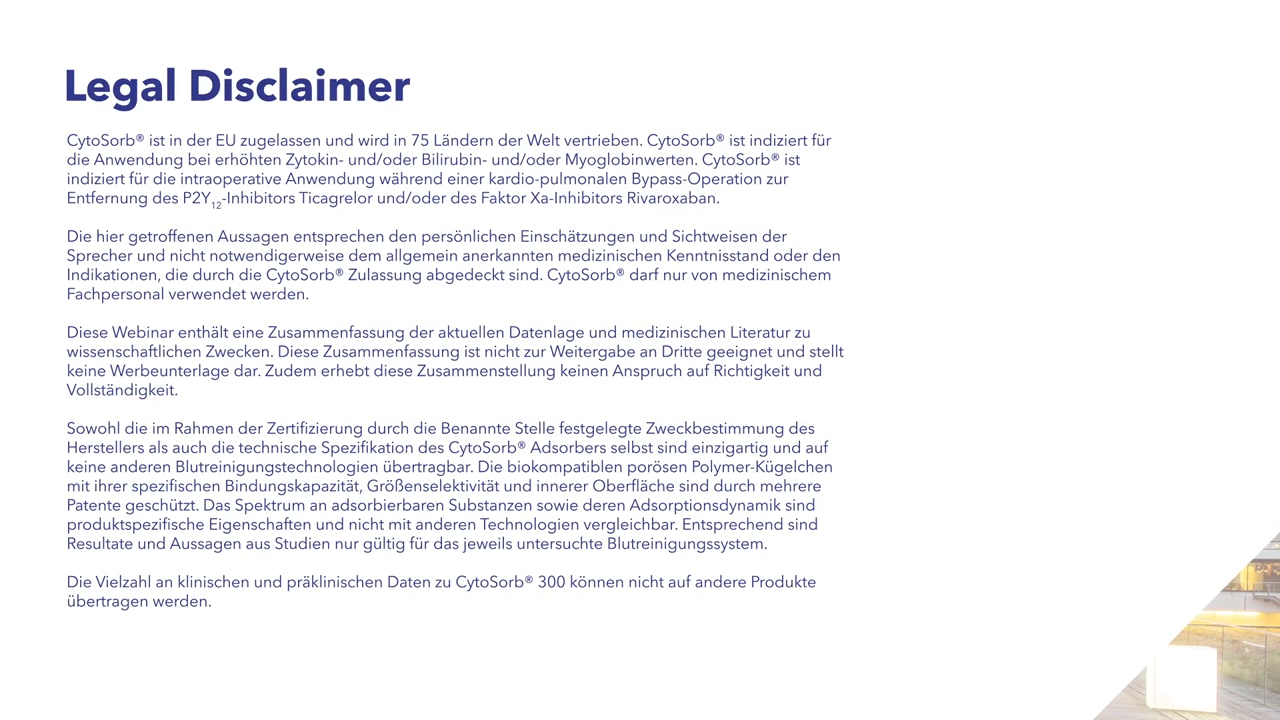 Legal Disclaimer
CytoSorb® ist in der EU zugelassen und wird in 75 Ländern der Welt vertrieben. CytoSorb® ist indiziert für
die Anwendung bei erhöhten Zytokin- und/oder Bilirubin- und/oder Myoglobinwerten. CytoSorb® ist
indiziert für die intraoperative Anwendung während einer kardio-pulmonalen Bypass-Operation zur
Entfernung des P2Y₁₂-Inhibitors Ticagrelor und/oder des Faktor Xa-Inhibitors Rivaroxaban.
Die hier getroffenen Aussagen entsprechen den persönlichen Einschätzungen und Sichtweisen der
Sprecher und nicht notwendigerweise dem allgemein anerkannten medizinischen Kenntnisstand oder den
Indikationen, die durch die CytoSorb® Zulassung abgedeckt sind. CytoSorb® darf nur von medizinischem
Fachpersonal verwendet werden.
Diese Webinar enthält eine Zusammenfassung der aktuellen Datenlage und medizinischen Literatur zu
wissenschaftlichen Zwecken. Diese Zusammenfassung ist nicht zur Weitergabe an Dritte geeignet und stellt
keine Werbeunterlage dar. Zudem erhebt diese Zusammenstellung keinen Anspruch auf Richtigkeit und
Vollständigkeit.
Sowohl die im Rahmen der Zertifizierung durch die Benannte Stelle festgelegte Zweckbestimmung des
Herstellers als auch die technische Spezifikation des CytoSorb® Adsorbers selbst sind einzigartig und auf
keine anderen Blutreinigungstechnologien übertragbar. Die biokompatiblen porösen Polymer-Kügelchen
mit ihrer spezifischen Bindungskapazität, Größenselektivität und innerer Oberfläche sind durch mehrere
Patente geschützt. Das Spektrum an adsorbierbaren Substanzen sowie deren Adsorptionsdynamik sind
produktspezifische Eigenschaften und nicht mit anderen Technologien vergleichbar. Entsprechend sind
Resultate und Aussagen aus Studien nur gültig für das jeweils untersuchte Blutreinigungssystem.
Die Vielzahl an klinischen und präklinischen Daten zu CytoSorb® 300 können nicht auf andere Produkte
übertragen werden.